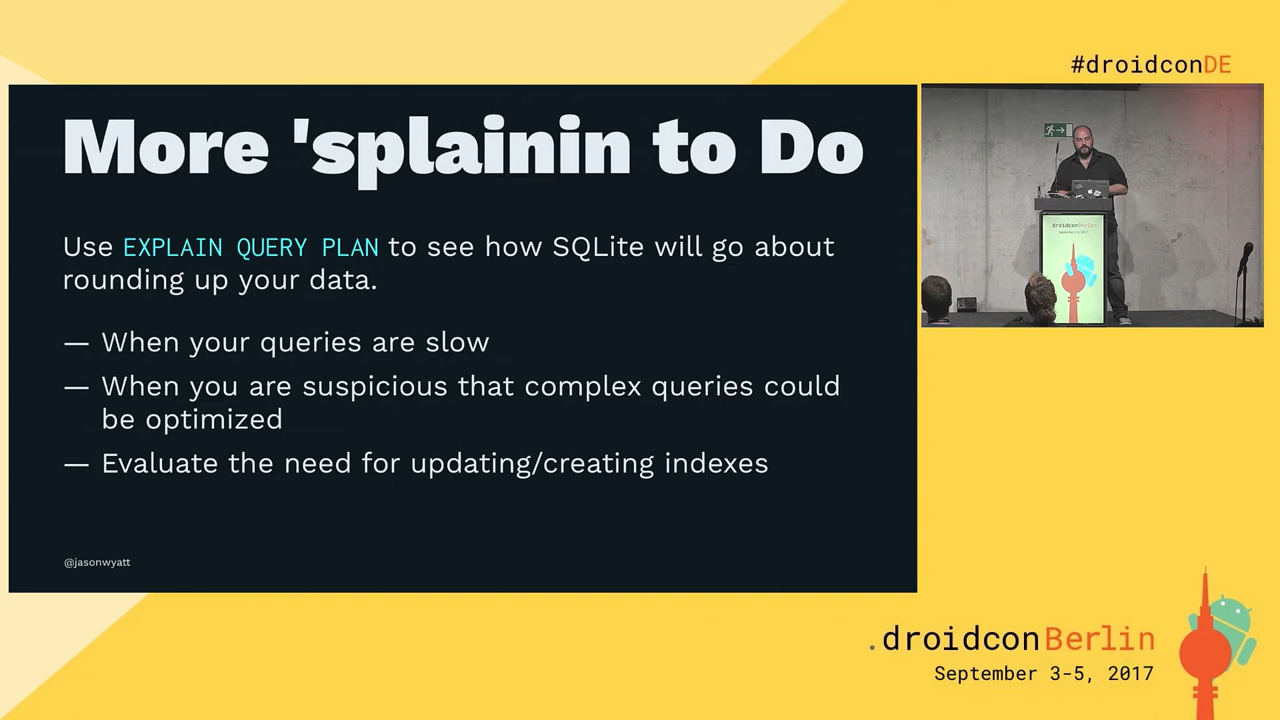 #droidconDE
More 'splainin to Do
Use EXPLAIN QUERY PLAN to see how SQLite will go about
rounding up your data.
— When your queries are slow
— When you are suspicious that complex queries could
be optimized
— Evaluate the need for updating/creating indexes
@jasonwyatt
droidconBerlin
.droidconBerlin
September 3-5, 2017